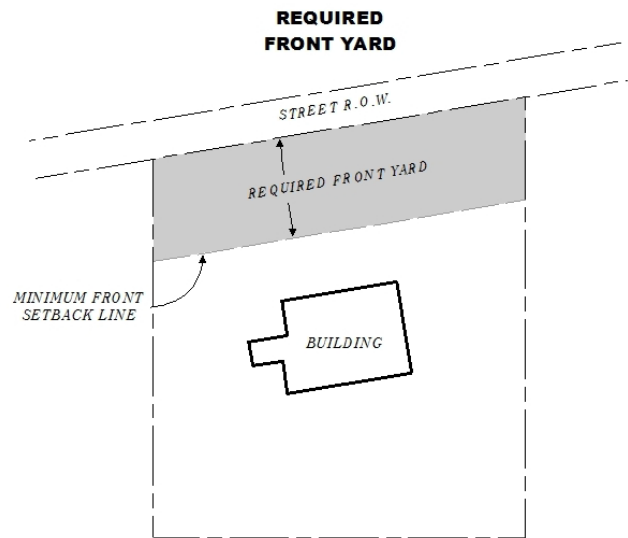 REQUIRED
FRONT YARD
STREET R.O.W.
REQUIRED FRONT YARD
MINIMUM FRONT
SETBACK LINE
BUILDING